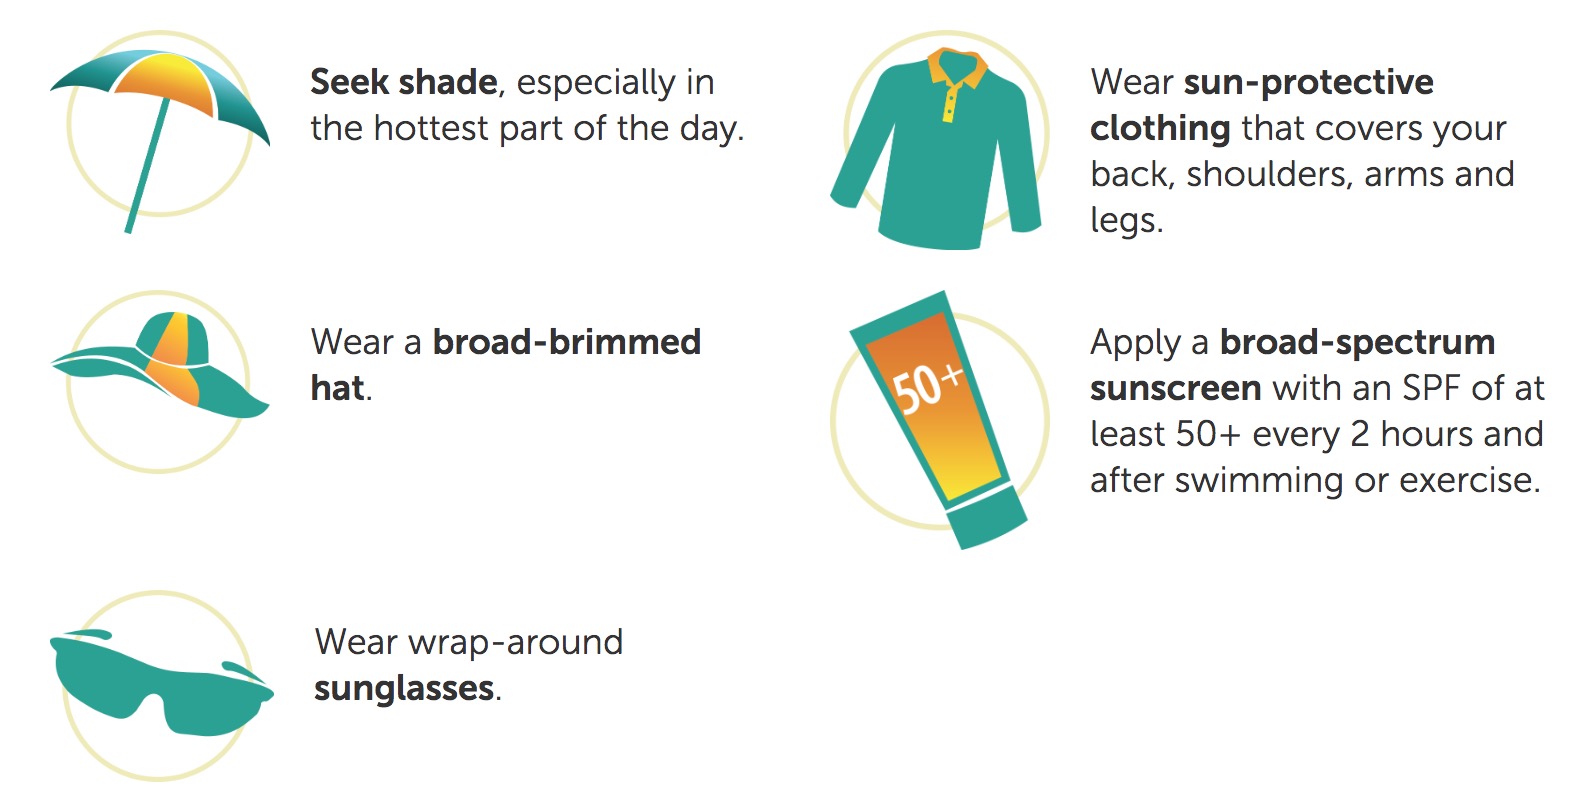 Seek shade, especially in
the hottest part of the day.
Wear sun-protective
clothing that covers your
back, shoulders, arms and
legs.
Wear a broad-brimmed
hat.
50+
Apply a broad-spectrum
sunscreen with an SPF of at
least 50+ every 2 hours and
after swimming or exercise.
Wear wrap-around
sunglasses.